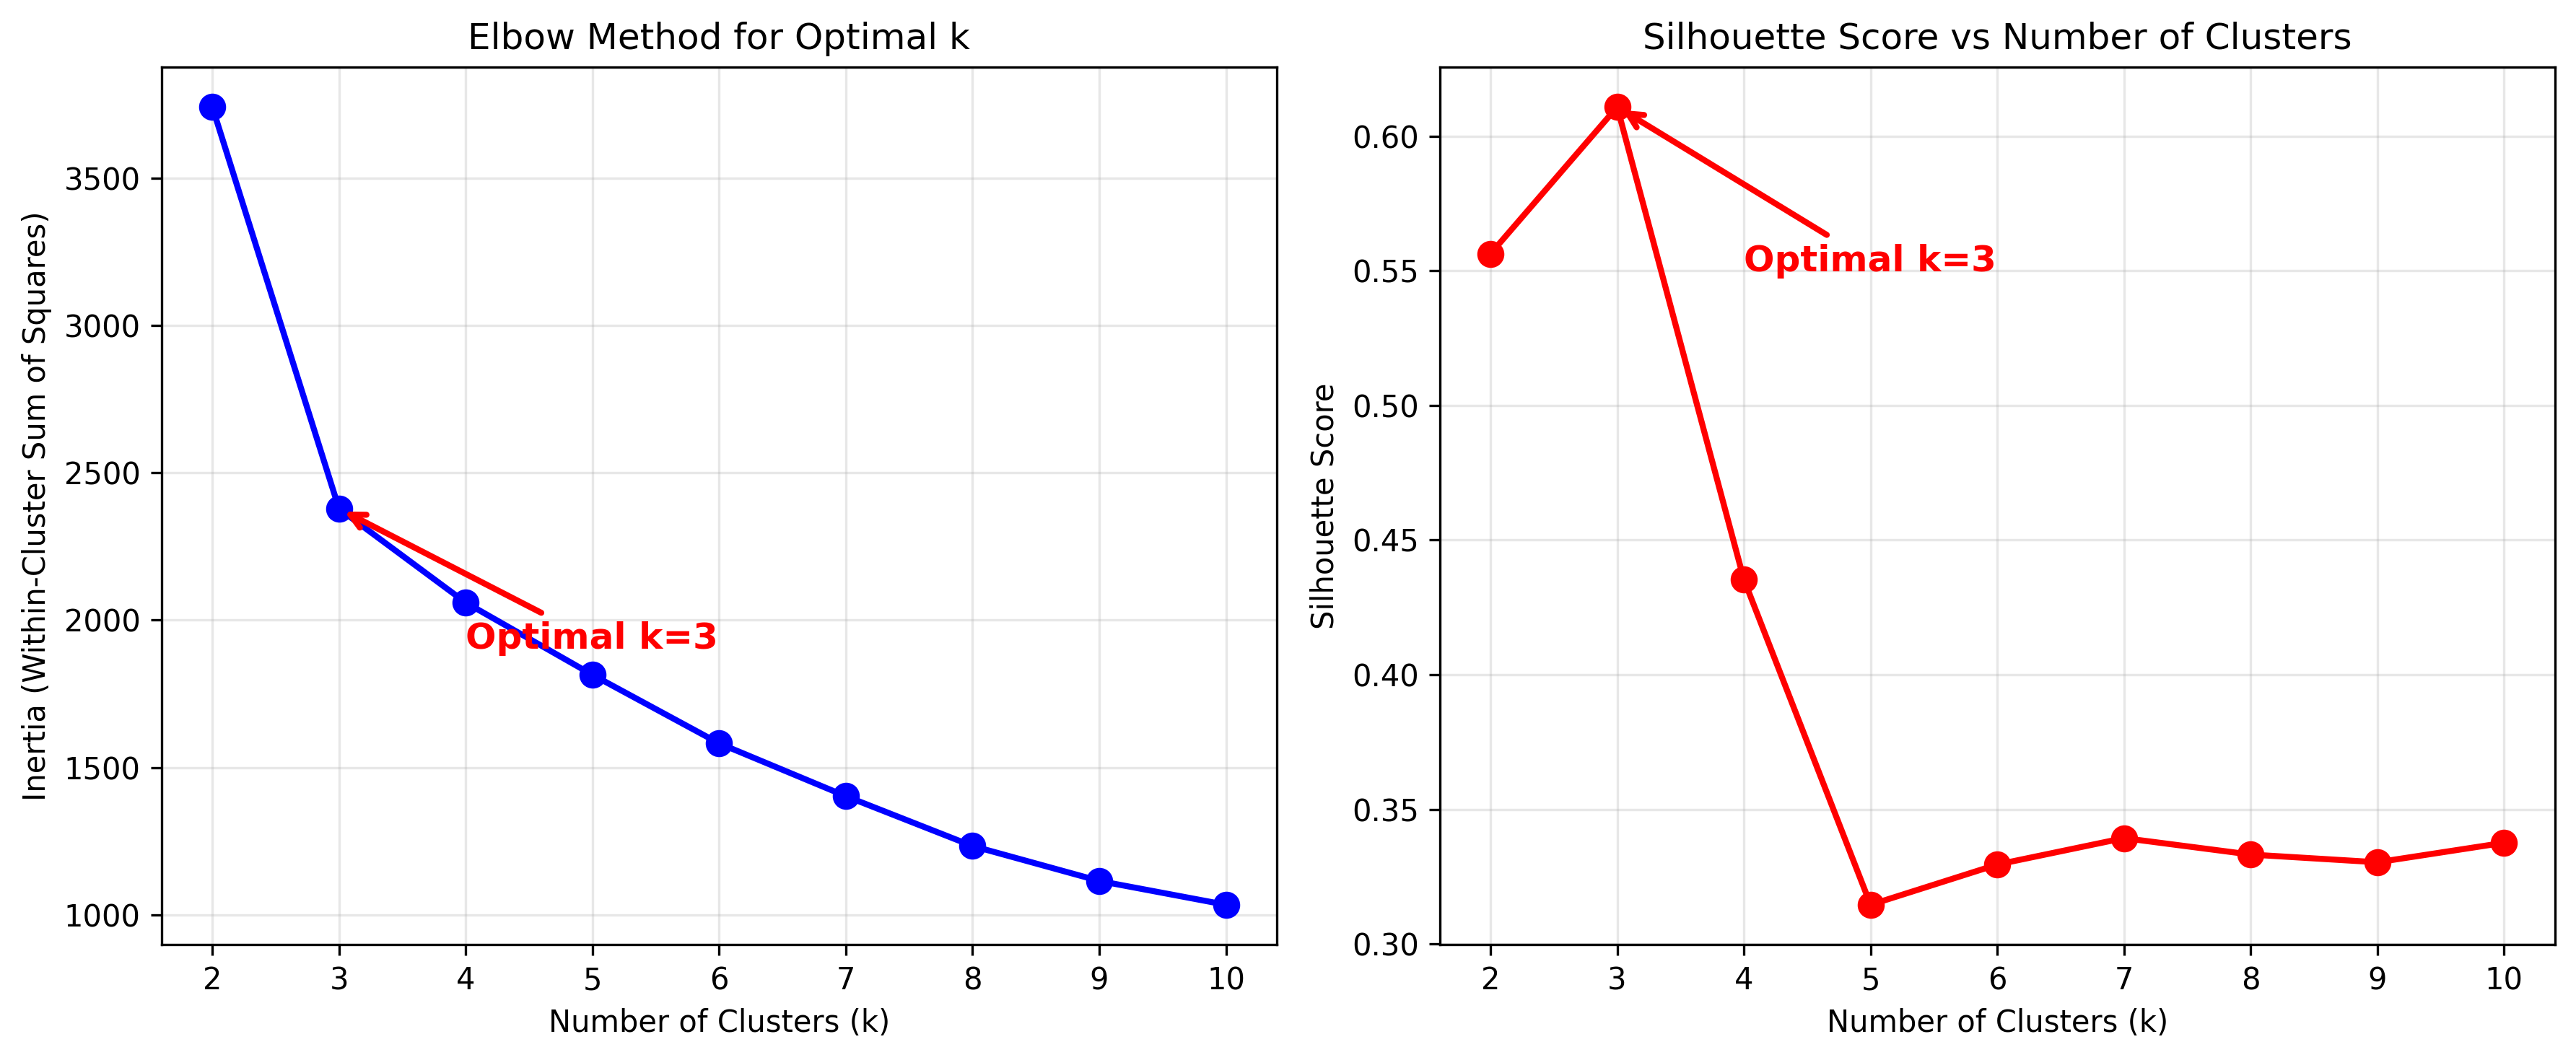 Elbow Method for Optimal k
Inertia (Within-Cluster Sum of Squares)
3500
3000
2500
2000
1500
1000
Optimal k=3
2 3 4 5 6 7 8 9 10
Number of Clusters (k)
Silhouette Score vs Number of Clusters
Silhouette Score
0.60
0.55
0.50
0.45
0.40
0.35
0.30
Optimal k=3
2 3 4 5 6 7 8 9 10
Number of Clusters (k)